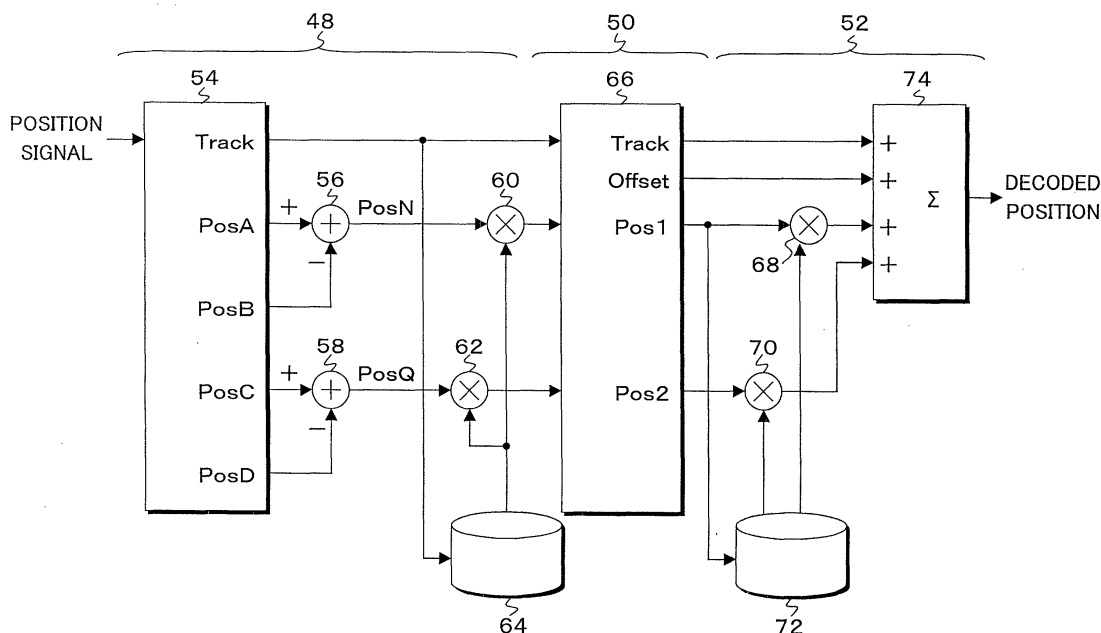 48
50
52
54
66
74
POSITION
SIGNAL
Track
Track
+
Offset
+
56
60
DECODED
POSITION
+
+
PosN
×
Σ
PosA
Pos1
×
+
−
68
+
PosB
58
62
70
+
+
PosQ
×
×
PosC
Pos2
−
PosD
64
72